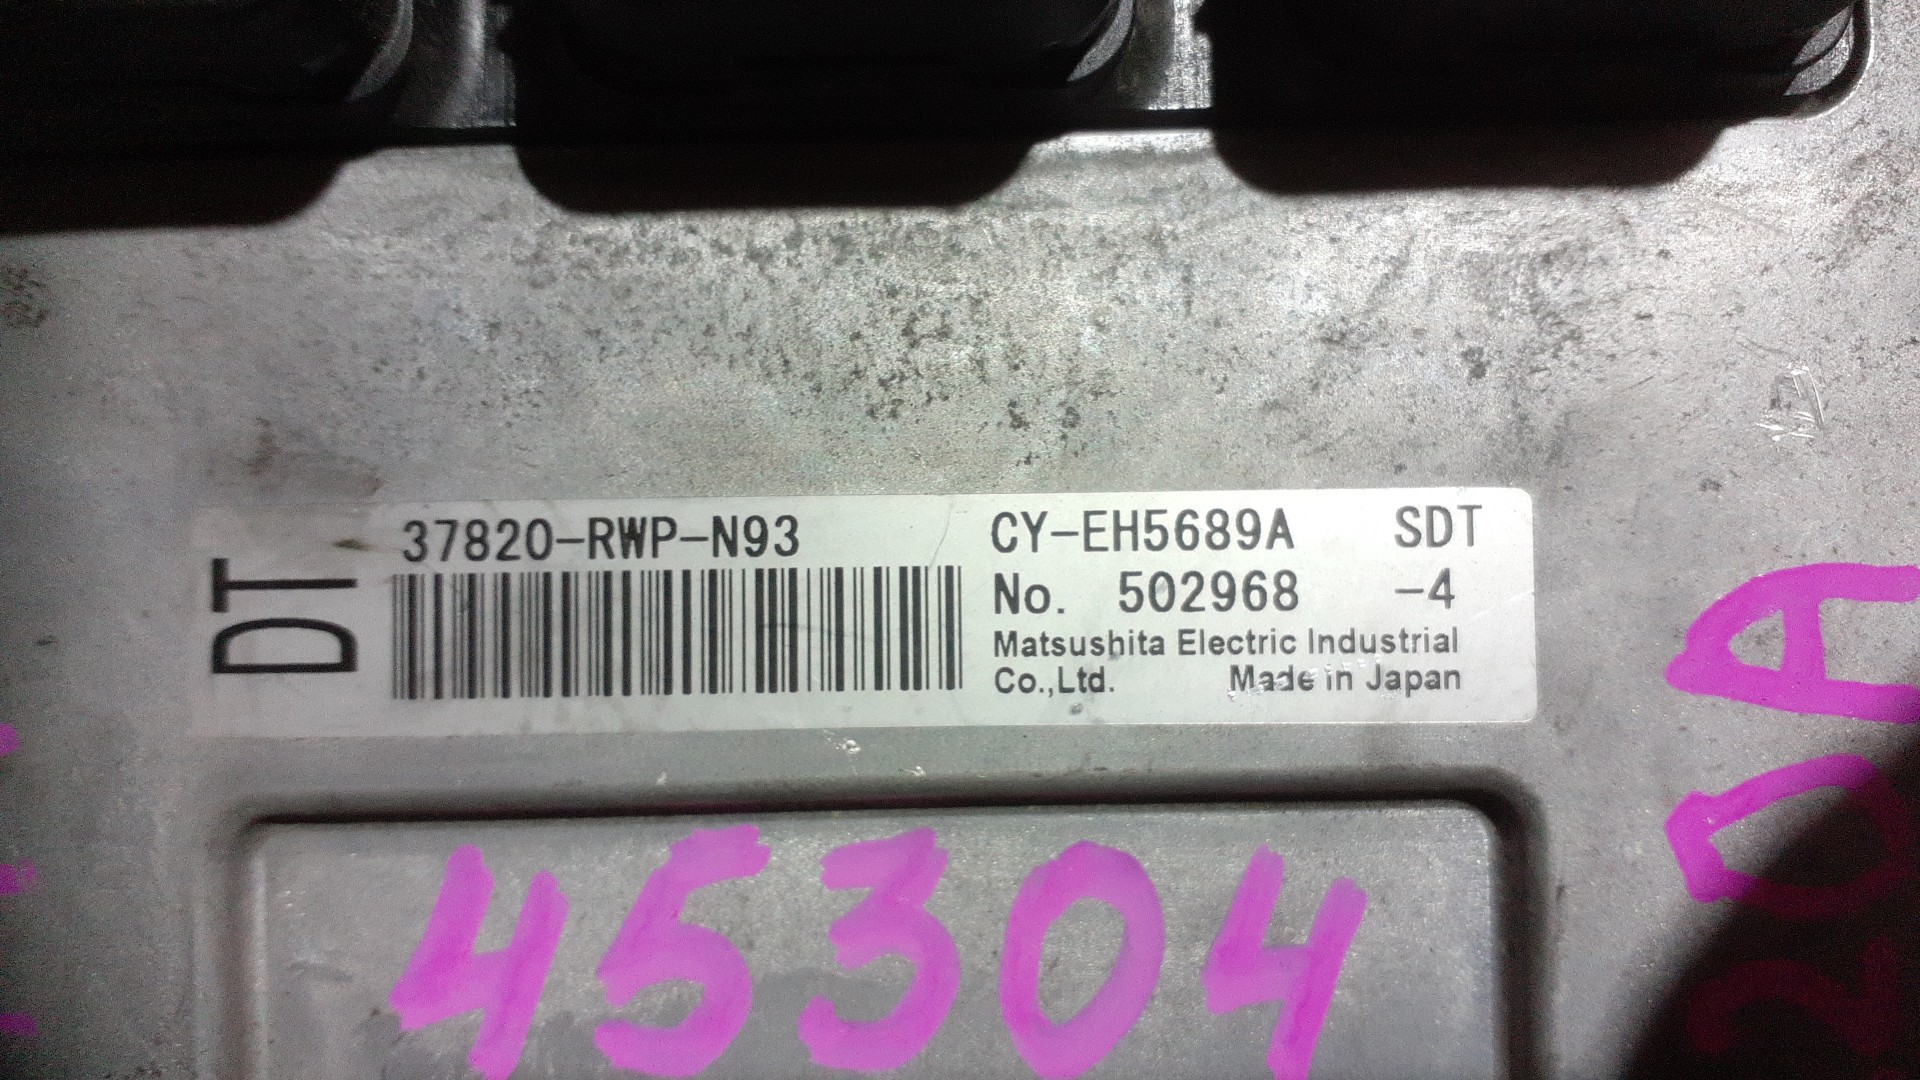 DT
37820-RWP-N93
CY-EH5689A SDT
No. 502968 -4
Matsushita Electric Industrial
Co.,Ltd. Made in Japan
45304
20A